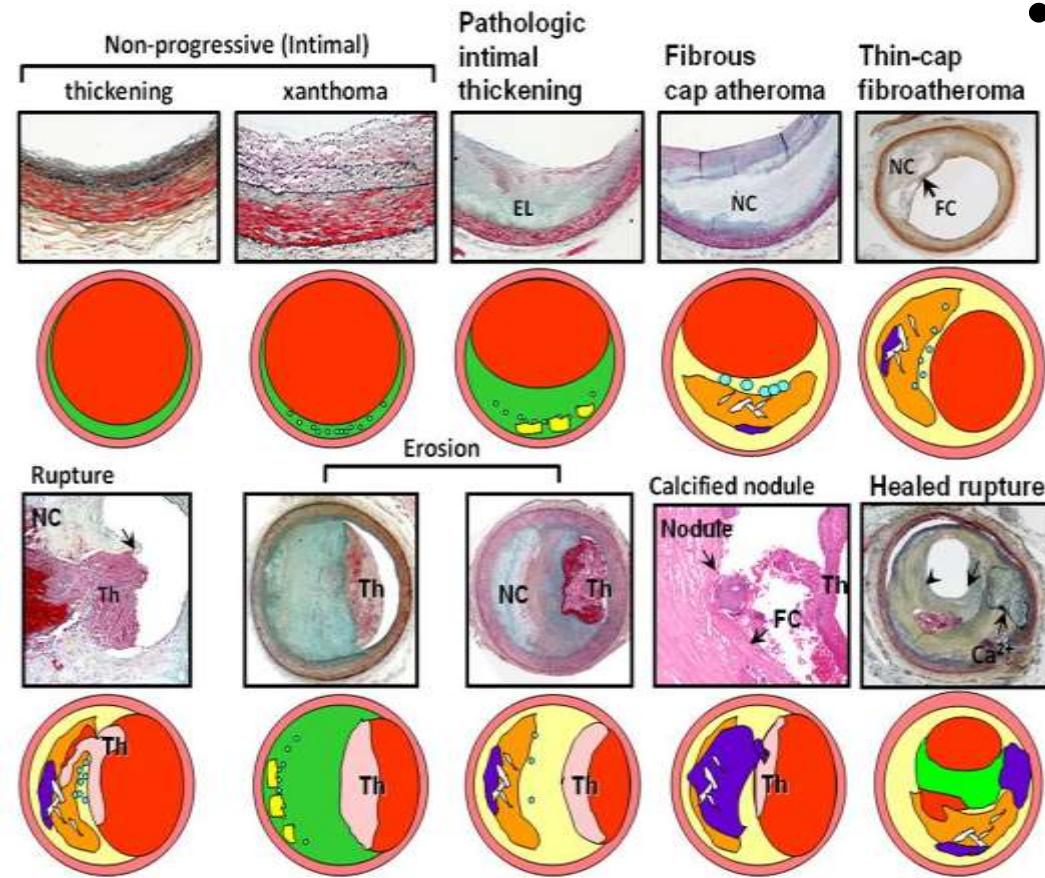 Non-progressive (Intimal)
thickening
xanthoma
Pathologic
intimal
thickening
Fibrous
cap atheroma
Thin-cap
fibroatheroma
EL
NC
NC
FC
Rupture
Erosion
Calcified nodule
Healed rupture
NC
Th
Th
NC
Th
Nodule
Th
FC
Ca²⁺
Th
Th
Th
Th